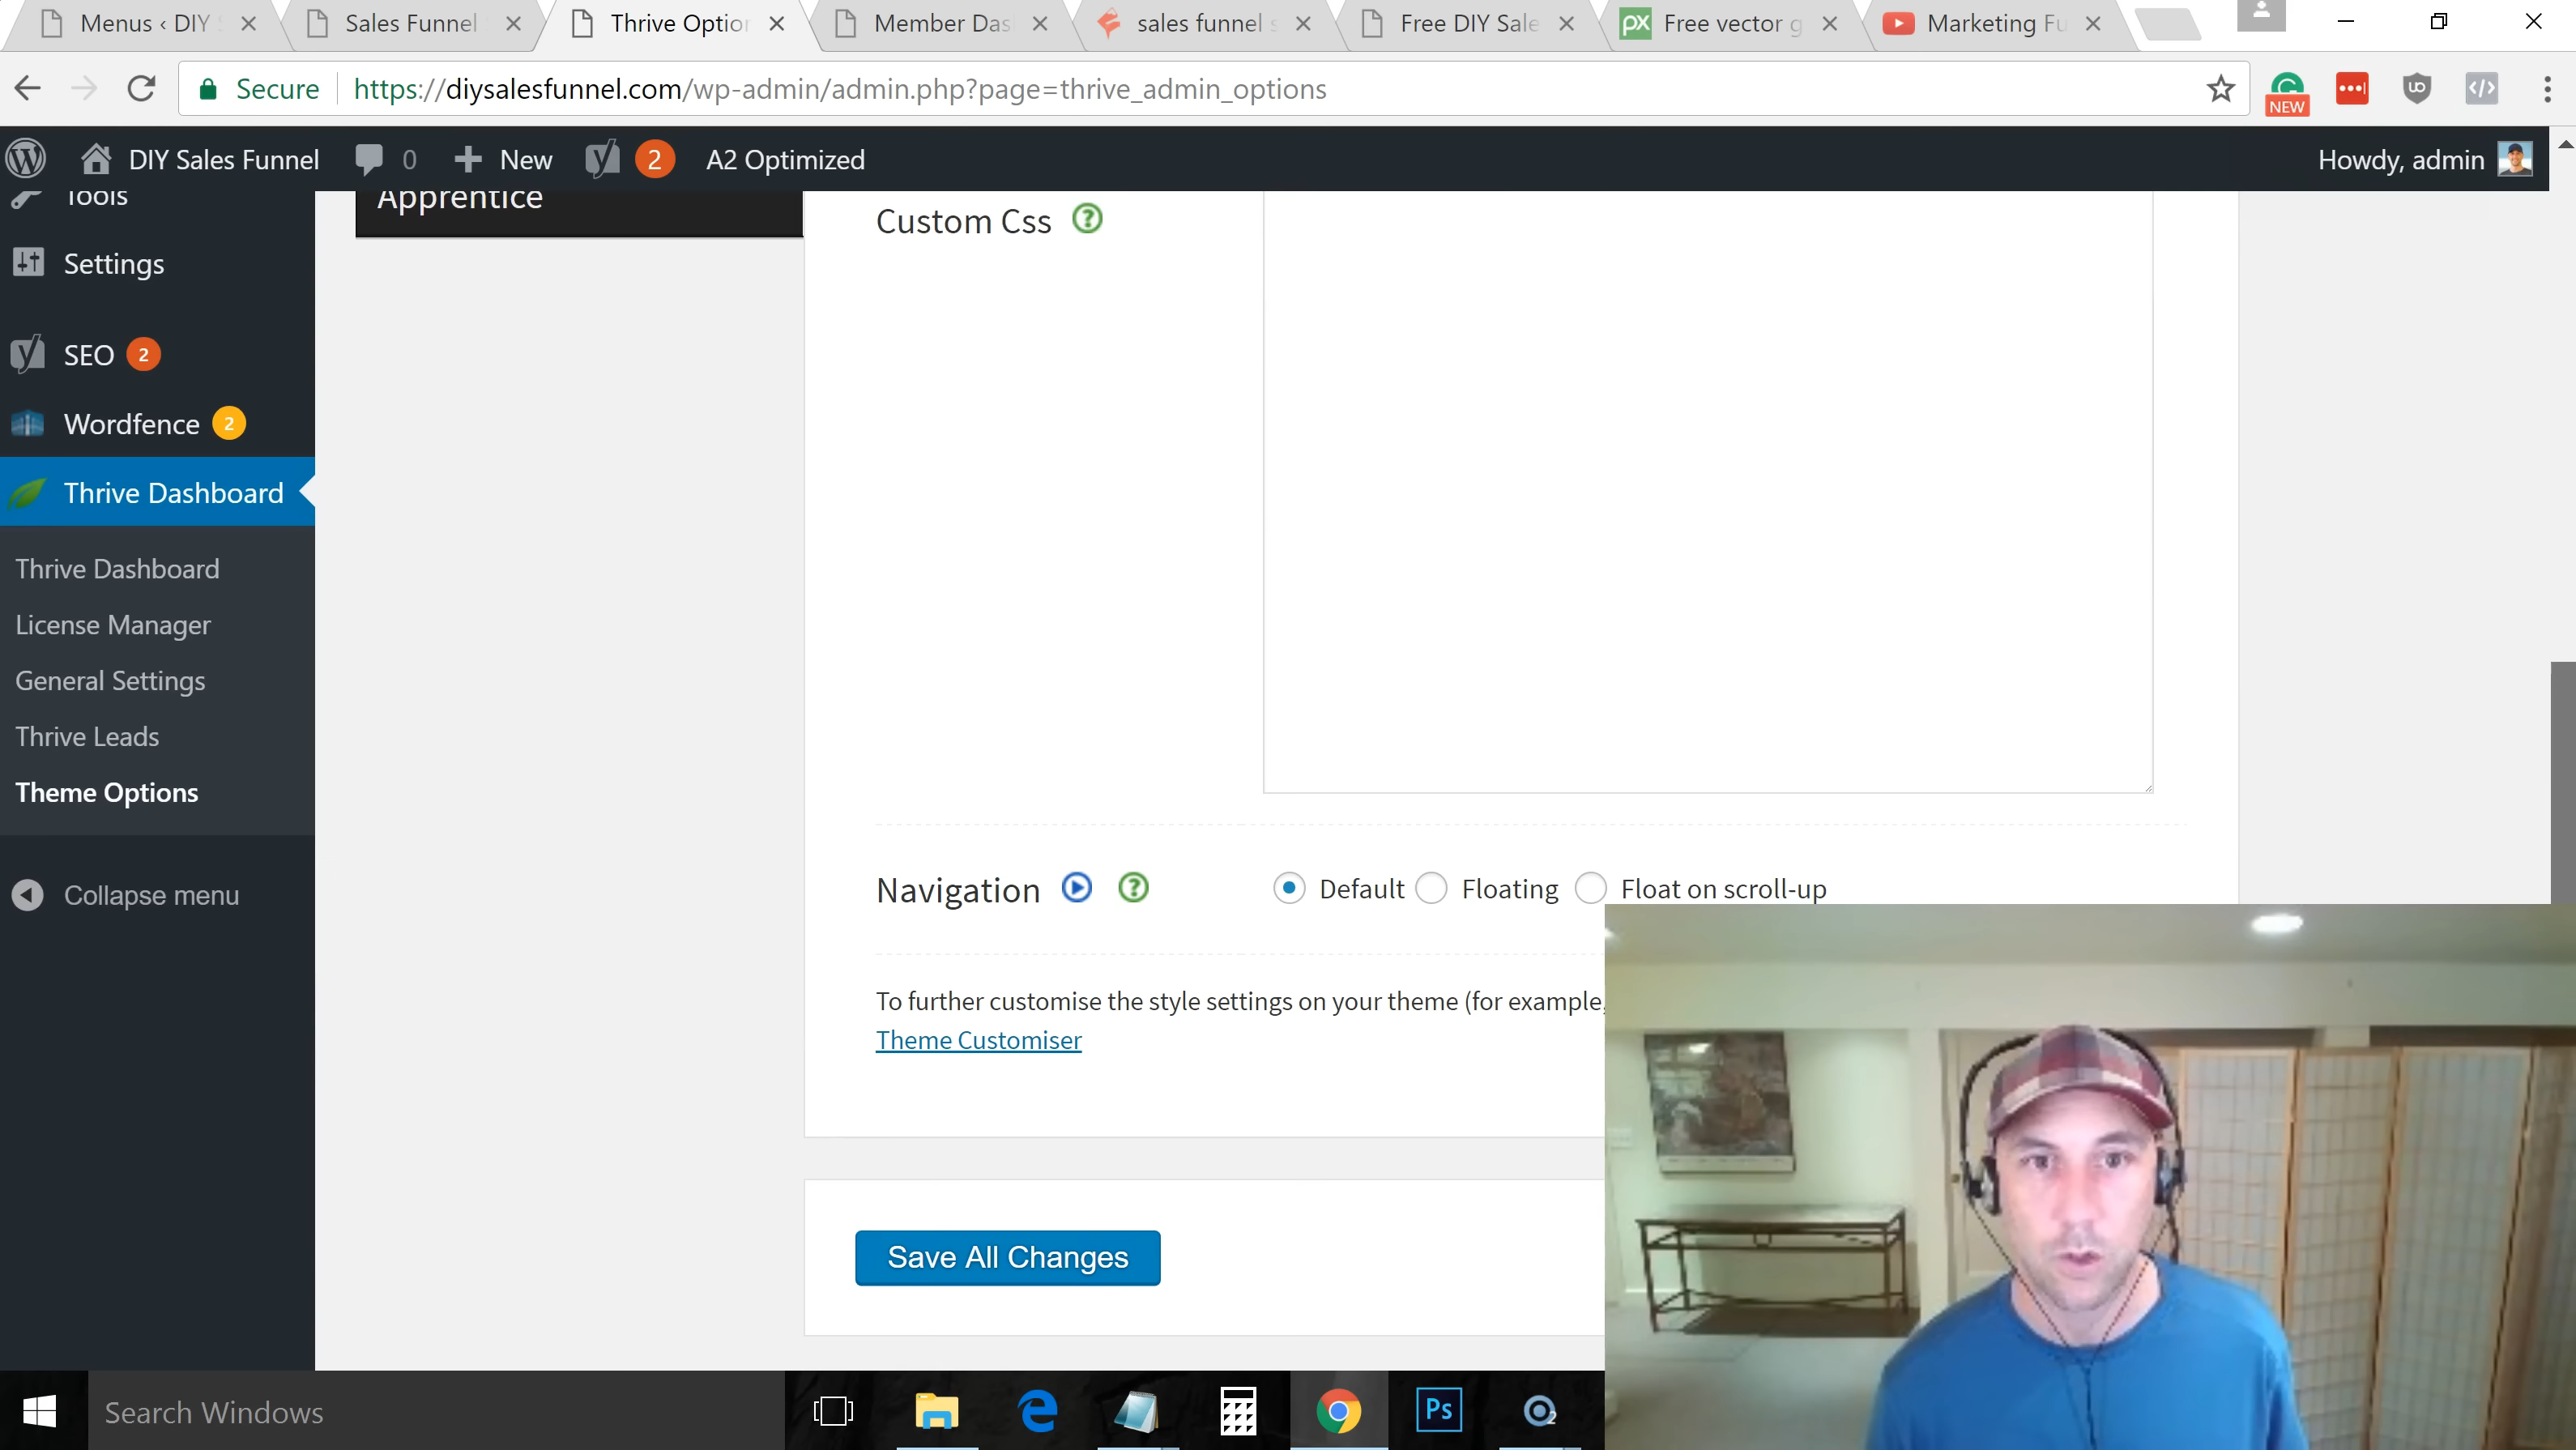 Menus ‹ DIY
Sales Funnel
Thrive Option
Member Das
sales funnel s
Free DIY Sale
px
Free vector g
Marketing Fu
Secure
https://diysalesfunnel.com/wp-admin/admin.php?page=thrive_admin_options
NEW
DIY Sales Funnel
0
New
2
A2 Optimized
Howdy, admin
Tools
Settings
SEO 2
Wordfence 2
Thrive Dashboard
Thrive Dashboard
License Manager
General Settings
Thrive Leads
Theme Options
Collapse menu
Apprentice
Custom Css
Navigation
Default
Floating
Float on scroll-up
To further customise the style settings on your theme (for example,
Theme Customiser
Save All Changes
Search Windows
Ps
2